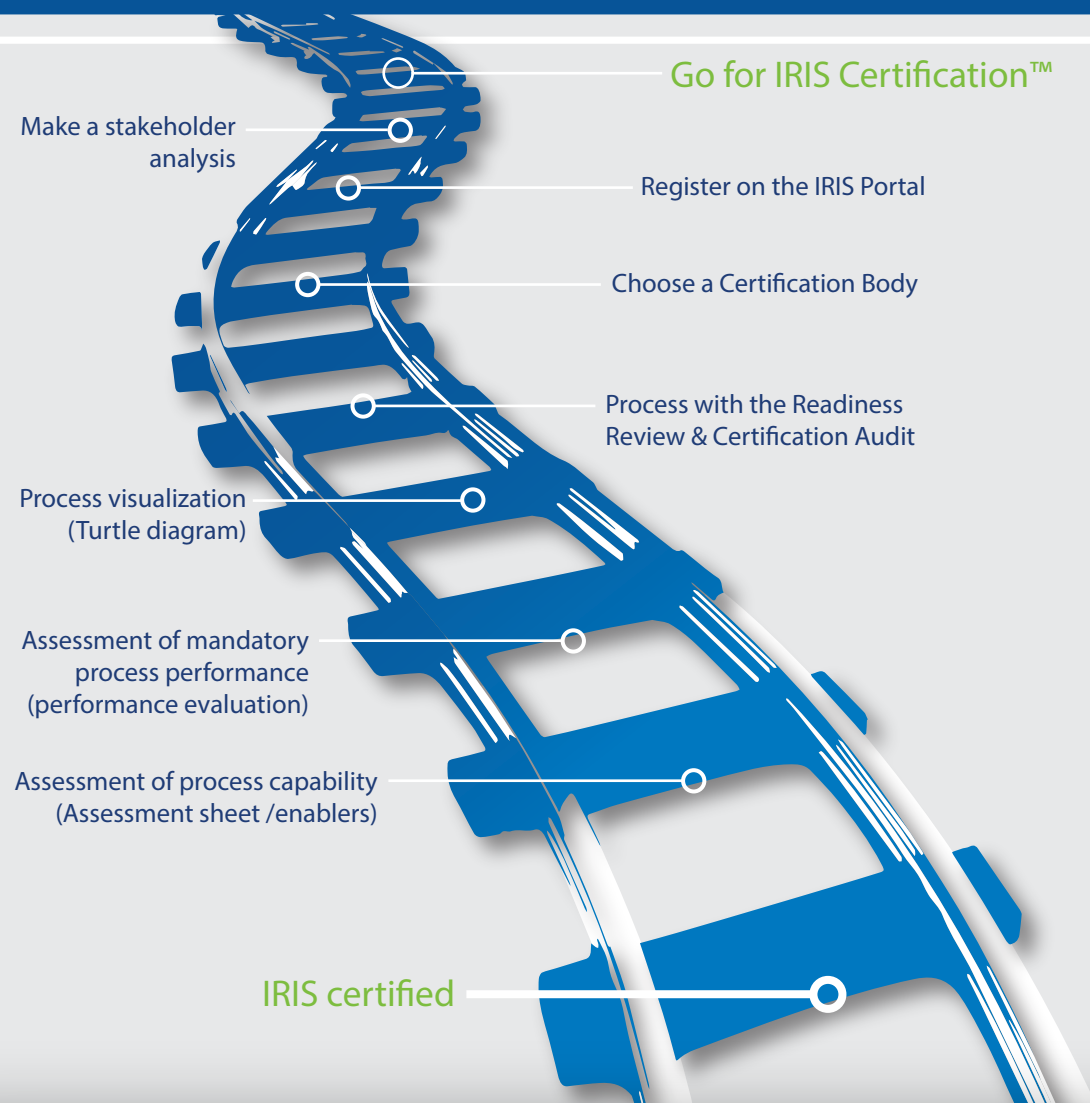 Go for IRIS Certification™
Make a stakeholder
analysis
Register on the IRIS Portal
Choose a Certification Body
Process with the Readiness
Review & Certification Audit
Process visualization
(Turtle diagram)
Assessment of mandatory
process performance
(performance evaluation)
Assessment of process capability
(Assessment sheet /enablers)
IRIS certified